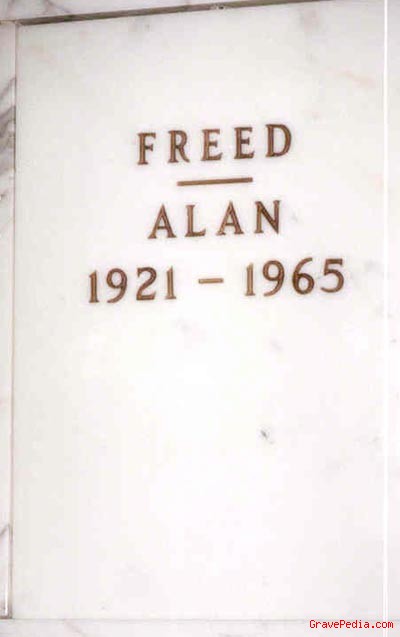 FREED
ALAN
1921 – 1965
GravePedia.com